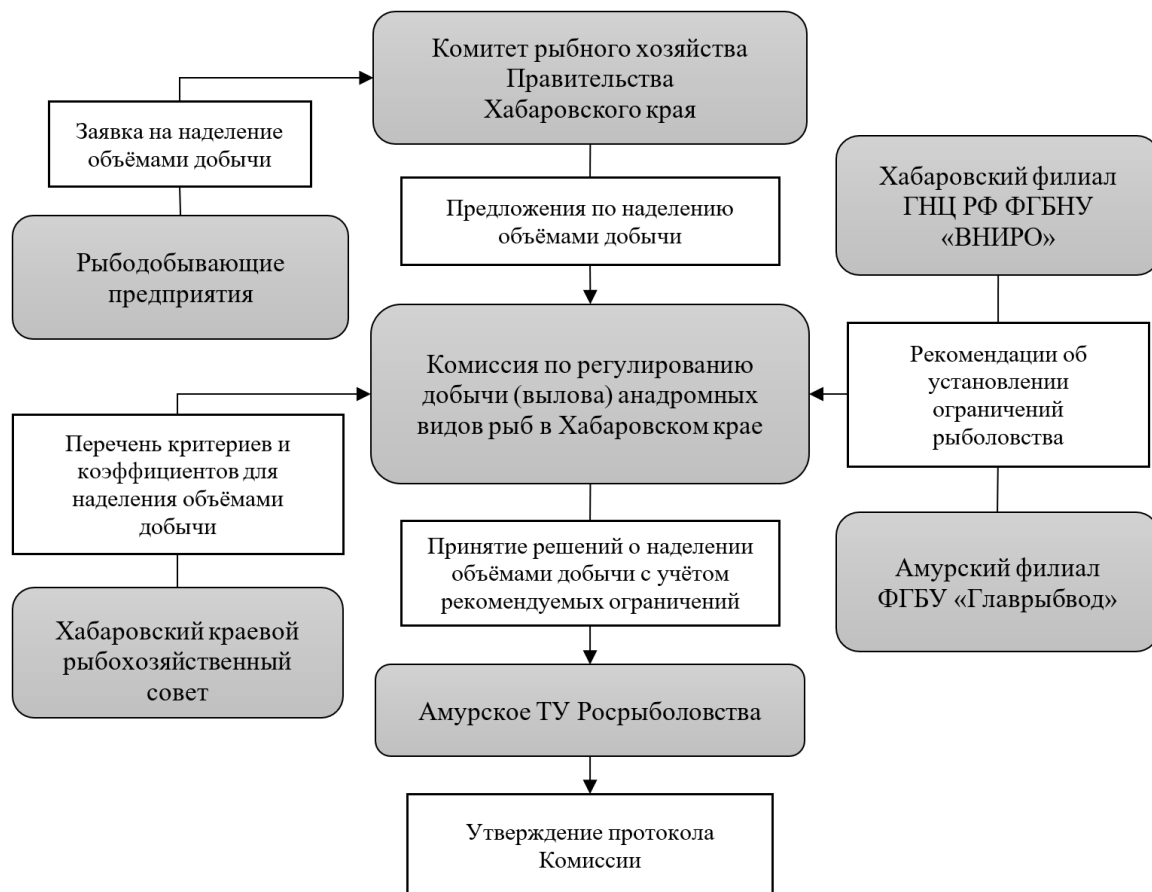 Комитет рыбного хозяйства
Правительства
Хабаровского края
Заявка на наделение
объёмами добычи
Рыбодобывающие
предприятия
Предложения по наделению
объёмами добычи
Хабаровский филиал
ГНЦ РФ ФГБНУ
«ВНИРО»
Комиссия по регулированию
добычи (вылова) анадромных
видов рыб в Хабаровском крае
Рекомендации об
установлении
ограничений
рыболовства
Перечень критериев и
коэффициентов для
наделения объёмами
добычи
Принятие решений о наделении
объёмами добычи с учётом
рекомендуемых ограничений
Амурский филиал
ФГБУ «Главрыбвод»
Хабаровский краевой
рыбохозяйственный
совет
Амурское ТУ Росрыболовства
Утверждение протокола
Комиссии